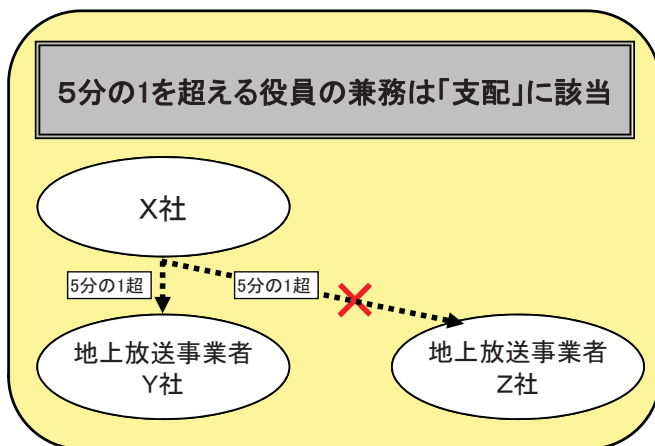 5分の1を超える役員の兼務は「支配」に該当
X社
5分の1超
5分の1超
地上放送事業者
Y社
地上放送事業者
Z社